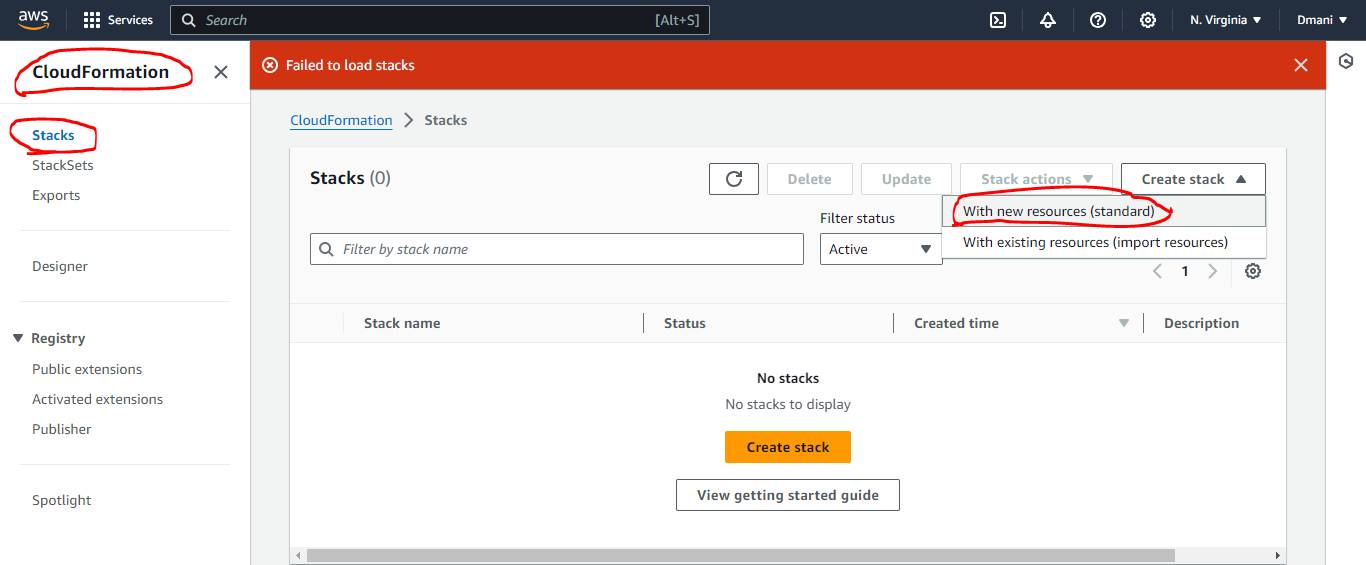 aws Services Search [Alt+S] N. Virginia Dmani
CloudFormation
Failed to load stacks
Stacks
StackSets
Exports
Designer
Registry
Public extensions
Activated extensions
Publisher
Spotlight
CloudFormation Stacks
Stacks (0)
Delete Update Stack actions Create stack
With new resources (standard)
With existing resources (import resources)
Filter status
Filter by stack name Active
1
Stack name Status Created time Description
No stacks
No stacks to display
Create stack
View getting started guide